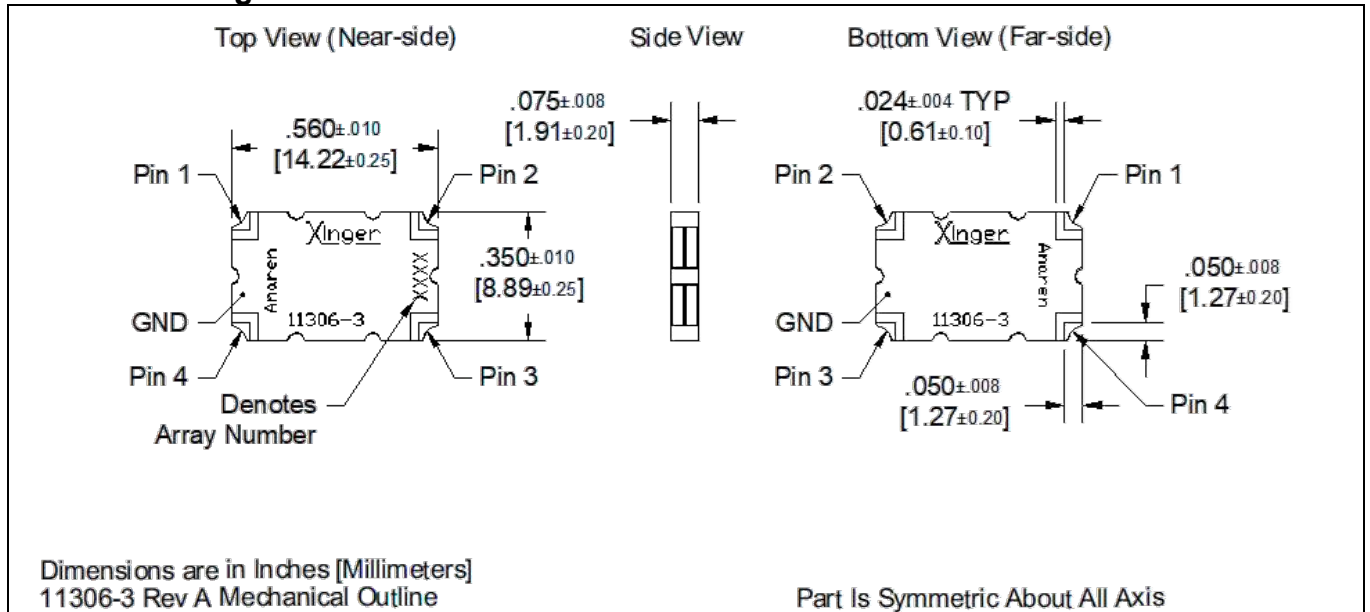 Top View (Near-side)
Side View
Bottom View (Far-side)
.560±.010
[14.22±0.25]
.075±.008
[1.91±0.20]
.024±.004 TYP
[0.61±0.10]
Pin 1
Pin 2
Pin 2
Pin 1
Xinger
Anaren
XXXX
11306-3
.350±.010
[8.89±0.25]
Xinger
Anaren
11306-3
.050±.008
[1.27±0.20]
GND
GND
Pin 4
Pin 3
Pin 3
Pin 4
Denotes
Array Number
.050±.008
[1.27±0.20]
Dimensions are in Inches [Millimeters]
11306-3 Rev A Mechanical Outline
Part Is Symmetric About All Axis